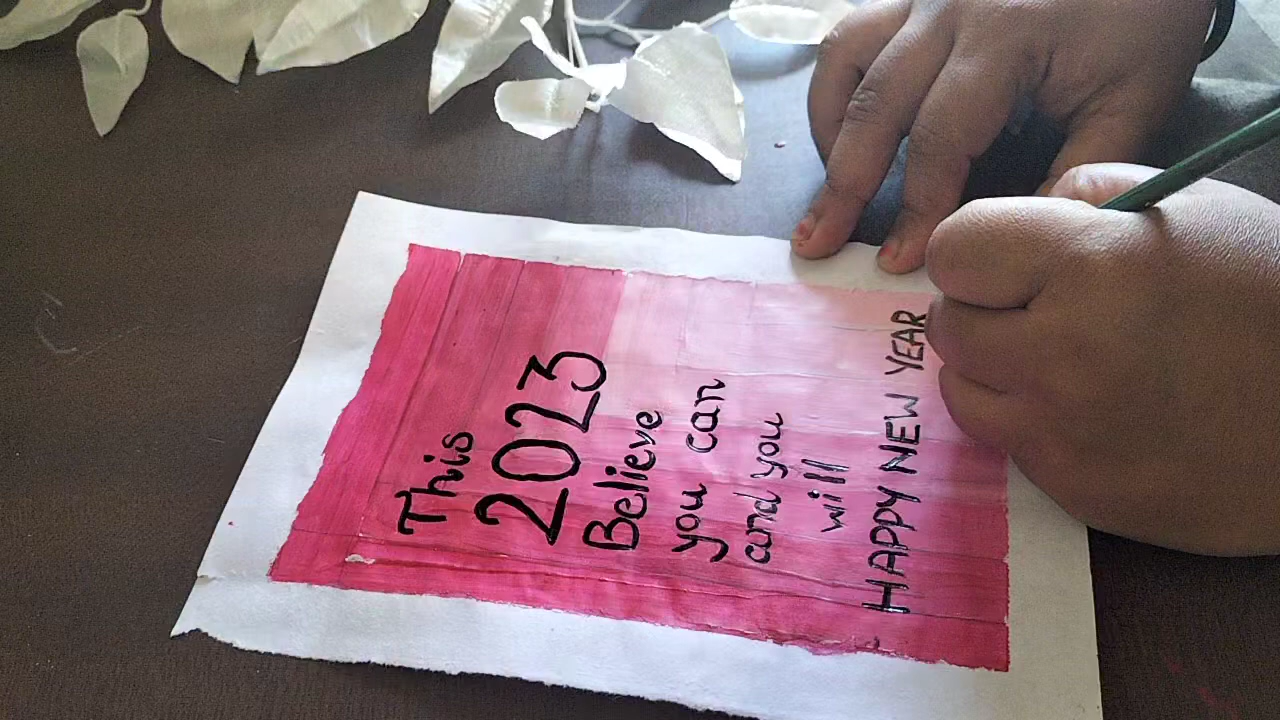 This
2023
Believe
you can
and you
will
HAPPY NEW YEAR